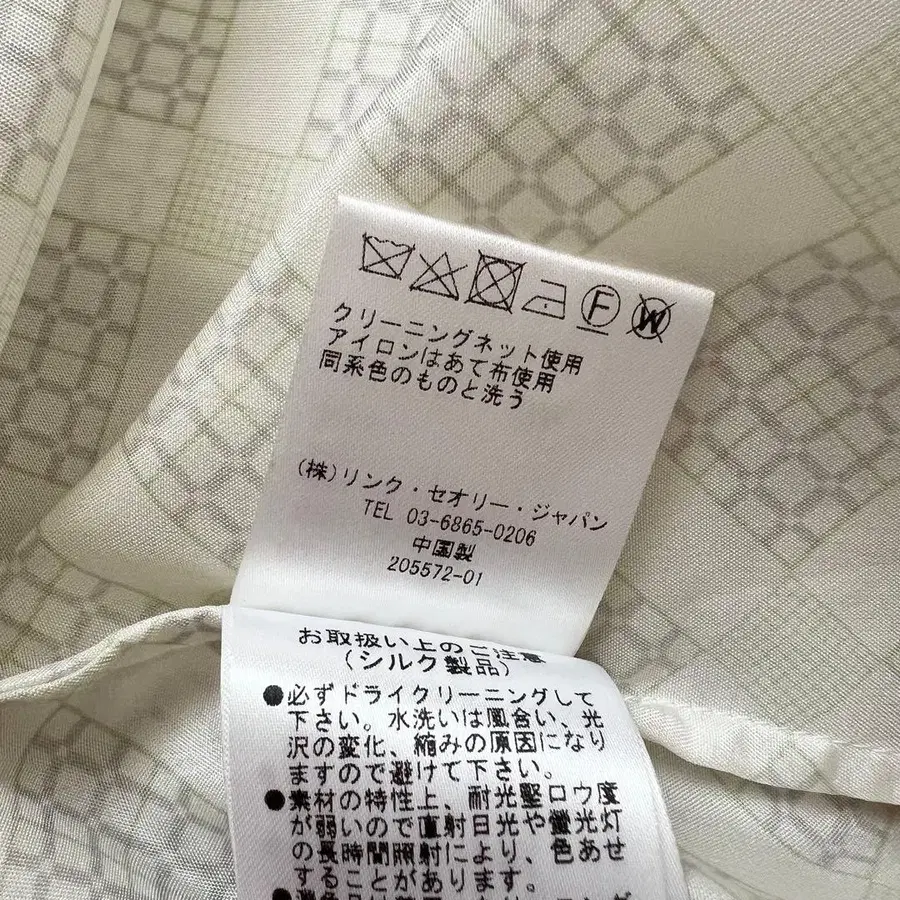 F W
クリーニングネット使用
アイロンはあて布使用
同系色のものと洗う
(株)リンク・セオリー・ジャパン
TEL 03-6865-0206
中国製
205572-01
お取扱い上のご注意
(シルク製品)
●必ずドライクリーニングして
下さい。水洗いは風合い、光
沢の変化、縮みの原因になり
ますので避けて下さい。
●素材の特性上、耐光堅ロウ度
が弱いので直射日光や螢光灯
の長時間照射により、色あせ
することがあります。